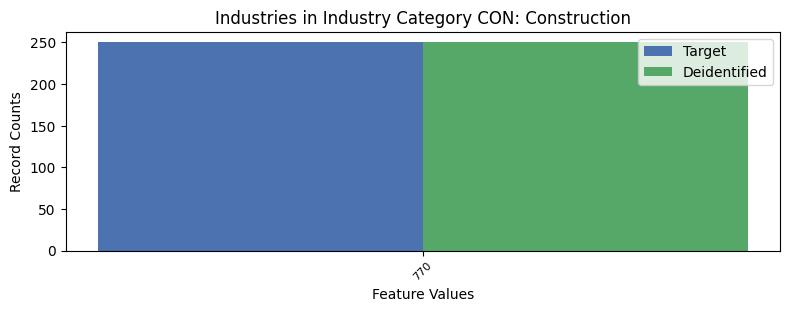 Industries in Industry Category CON: Construction
Record Counts
250
200
150
100
50
0
Target
Deidentified
770
Feature Values